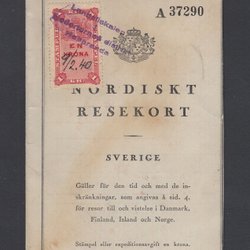 A 37290
EN
KRONA
9/2.40
NORDISKT
RESEKORT
SVERIGE
Gäller för den tid och med de in-
skränkningar, som angivas å sid. 4,
för resor till och vistelse i Danmark,
Finland, Island och Norge.
Stämpel eller expeditionsavgift en krona.